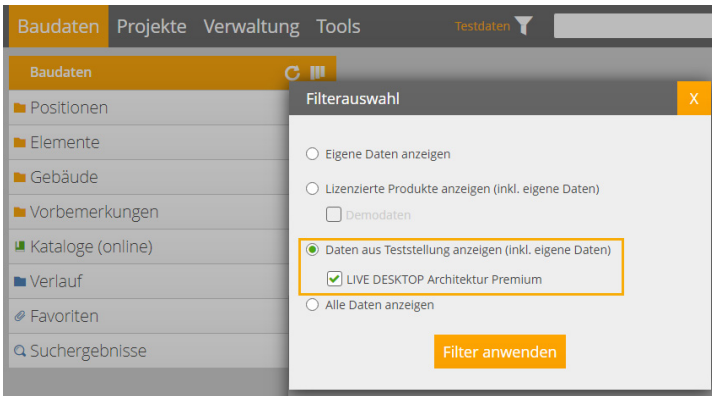 Baudaten Projekte Verwaltung Tools Testdaten
Baudaten
Filterauswahl X
Positionen
Elemente
Gebäude
Vorbemerkungen
Kataloge (online)
Verlauf
Favoriten
Suchergebnisse
Eigene Daten anzeigen
Lizenzierte Produkte anzeigen (inkl. eigene Daten)
Demodaten
Daten aus Teststellung anzeigen (inkl. eigene Daten)
LIVE DESKTOP Architektur Premium
Alle Daten anzeigen
Filter anwenden